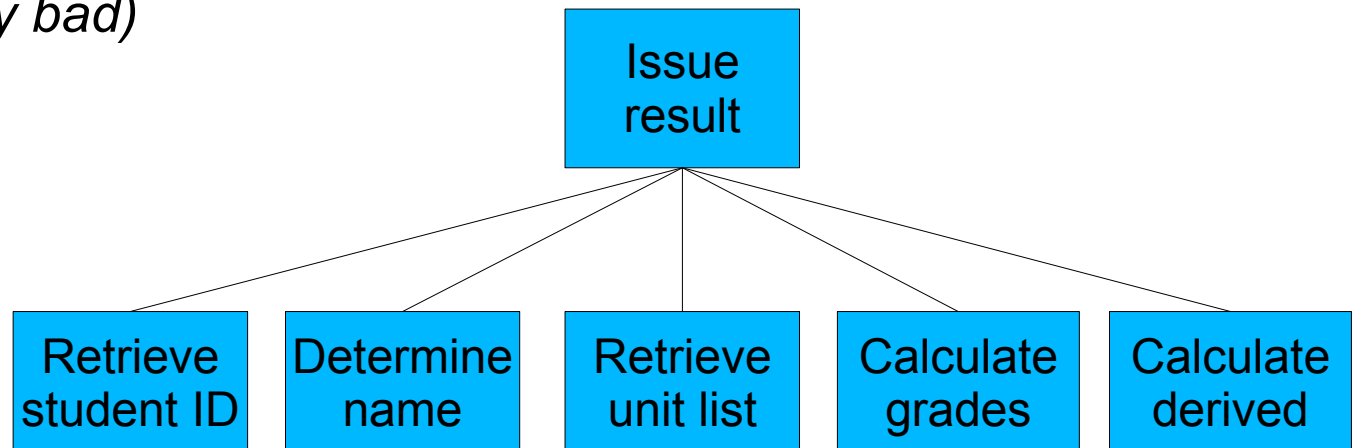 y bad)
Issue
result
Retrieve
student ID
Determine
name
Retrieve
unit list
Calculate
grades
Calculate
derived